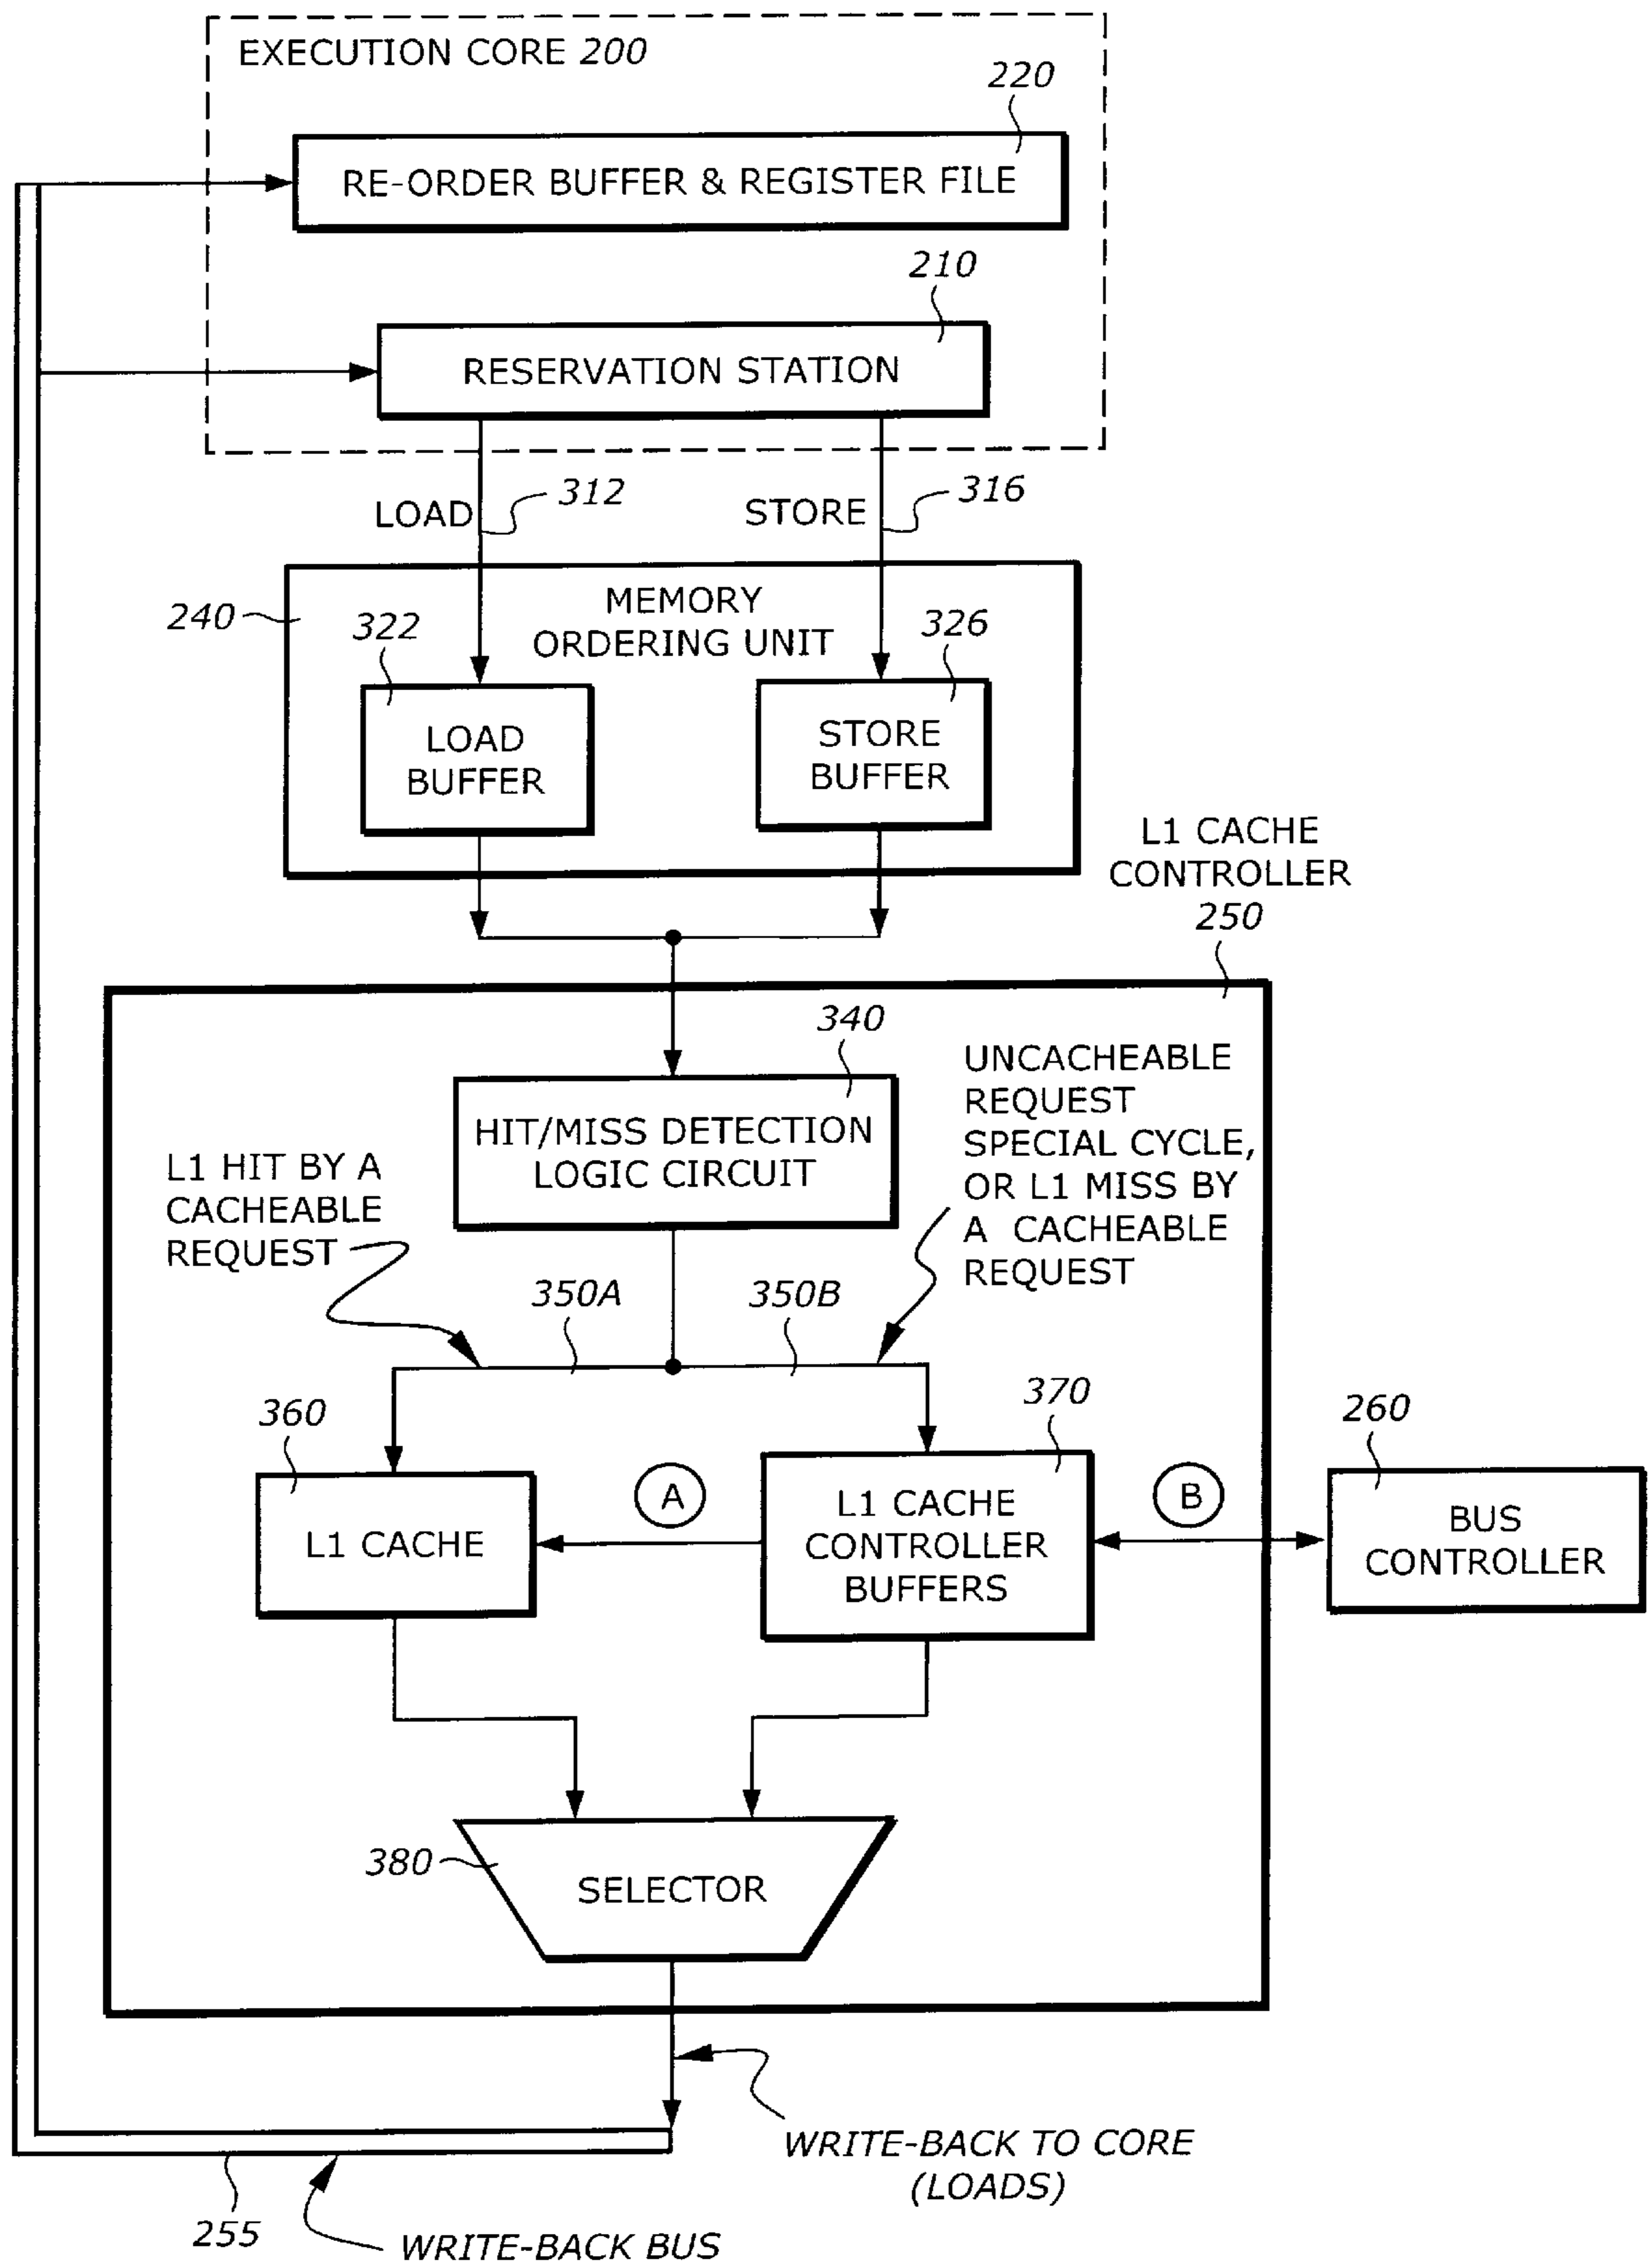 EXECUTION CORE 200
220
RE-ORDER BUFFER & REGISTER FILE
210
RESERVATION STATION
LOAD
312
STORE
316
240
MEMORY
ORDERING UNIT
322
326
LOAD
BUFFER
STORE
BUFFER
L1 CACHE
CONTROLLER
250
340
HIT/MISS DETECTION
LOGIC CIRCUIT
UNCACHEABLE
REQUEST
SPECIAL CYCLE,
OR L1 MISS BY
A CACHEABLE
REQUEST
L1 HIT BY A
CACHEABLE
REQUEST
350A
350B
360
370
260
L1 CACHE
A
L1 CACHE
CONTROLLER
BUFFERS
B
BUS
CONTROLLER
380
SELECTOR
WRITE-BACK TO CORE
(LOADS)
255
WRITE-BACK BUS